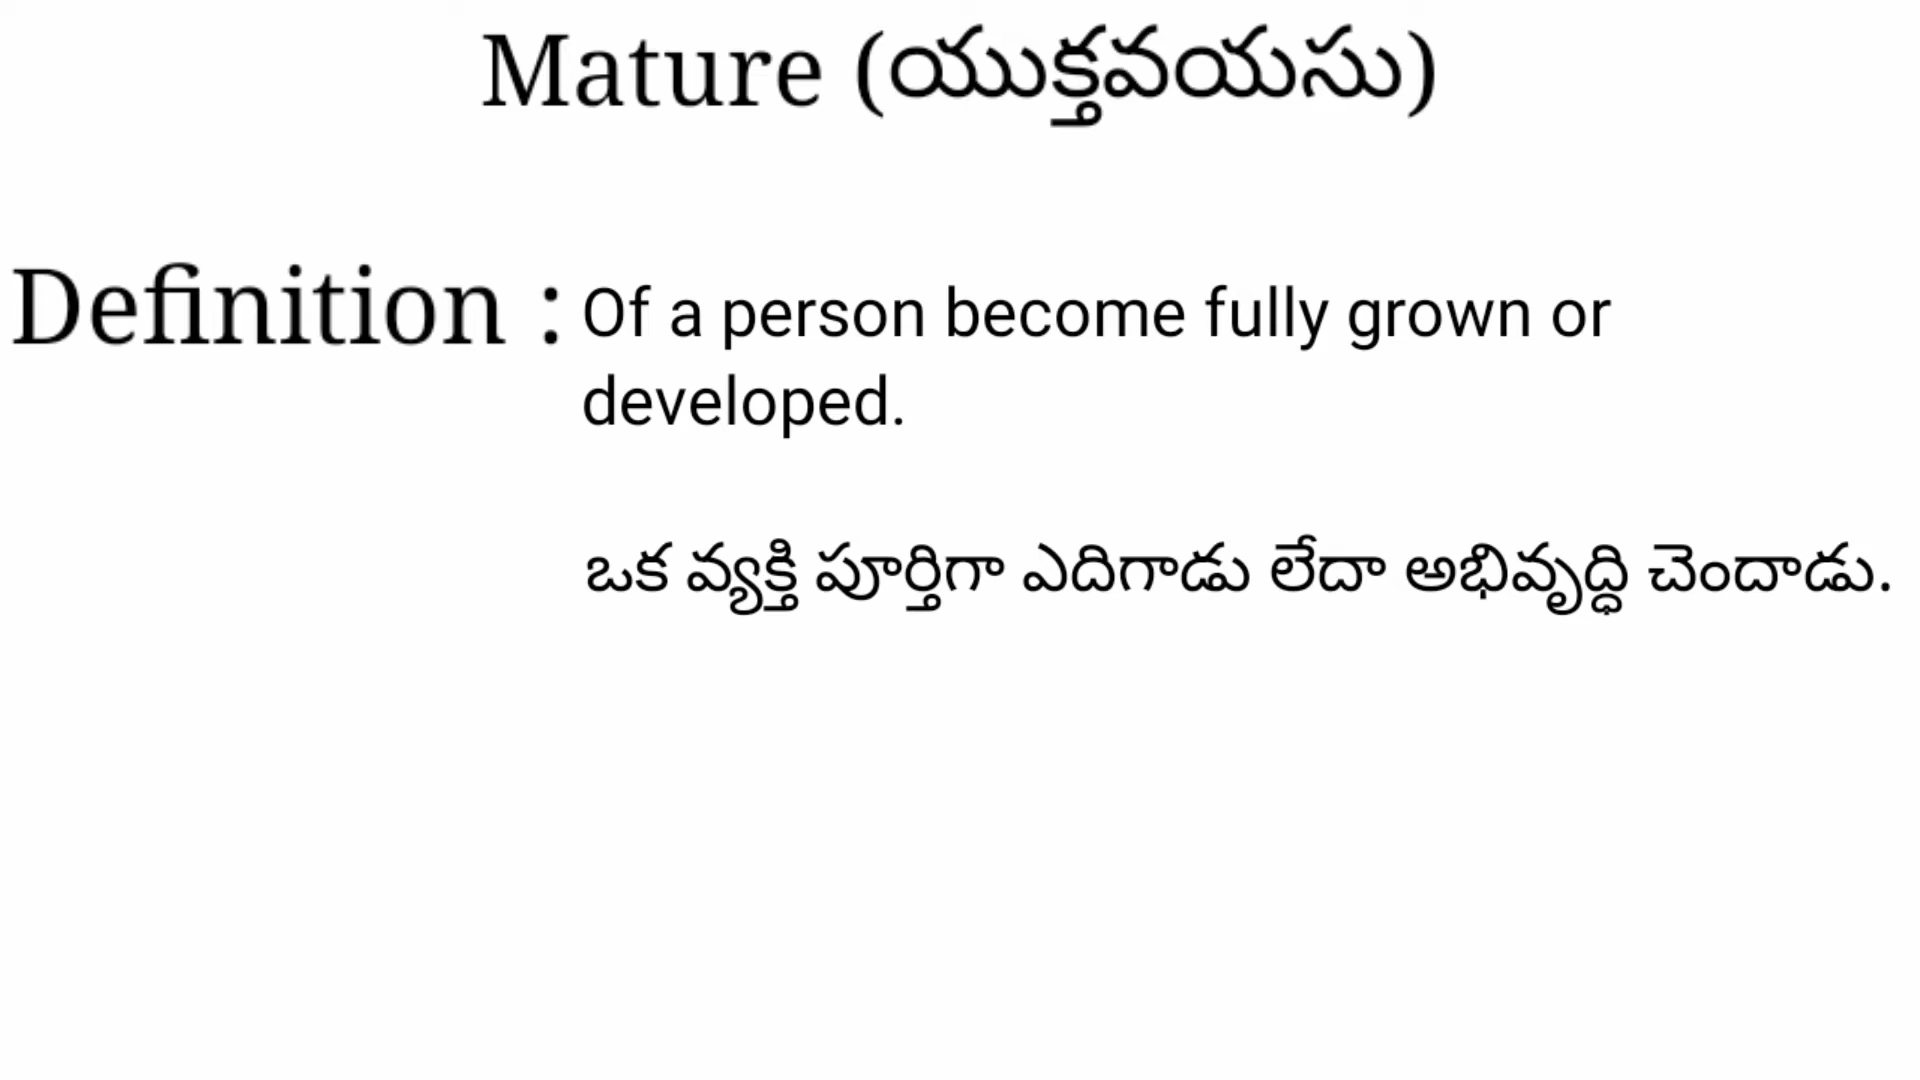 Mature (యుక్తవయసు)
Definition : Of a person become fully grown or
developed.
ఒక వ్యక్తి పూర్తిగా ఎదిగాడు లేదా అభివృద్ధి చెందాడు.